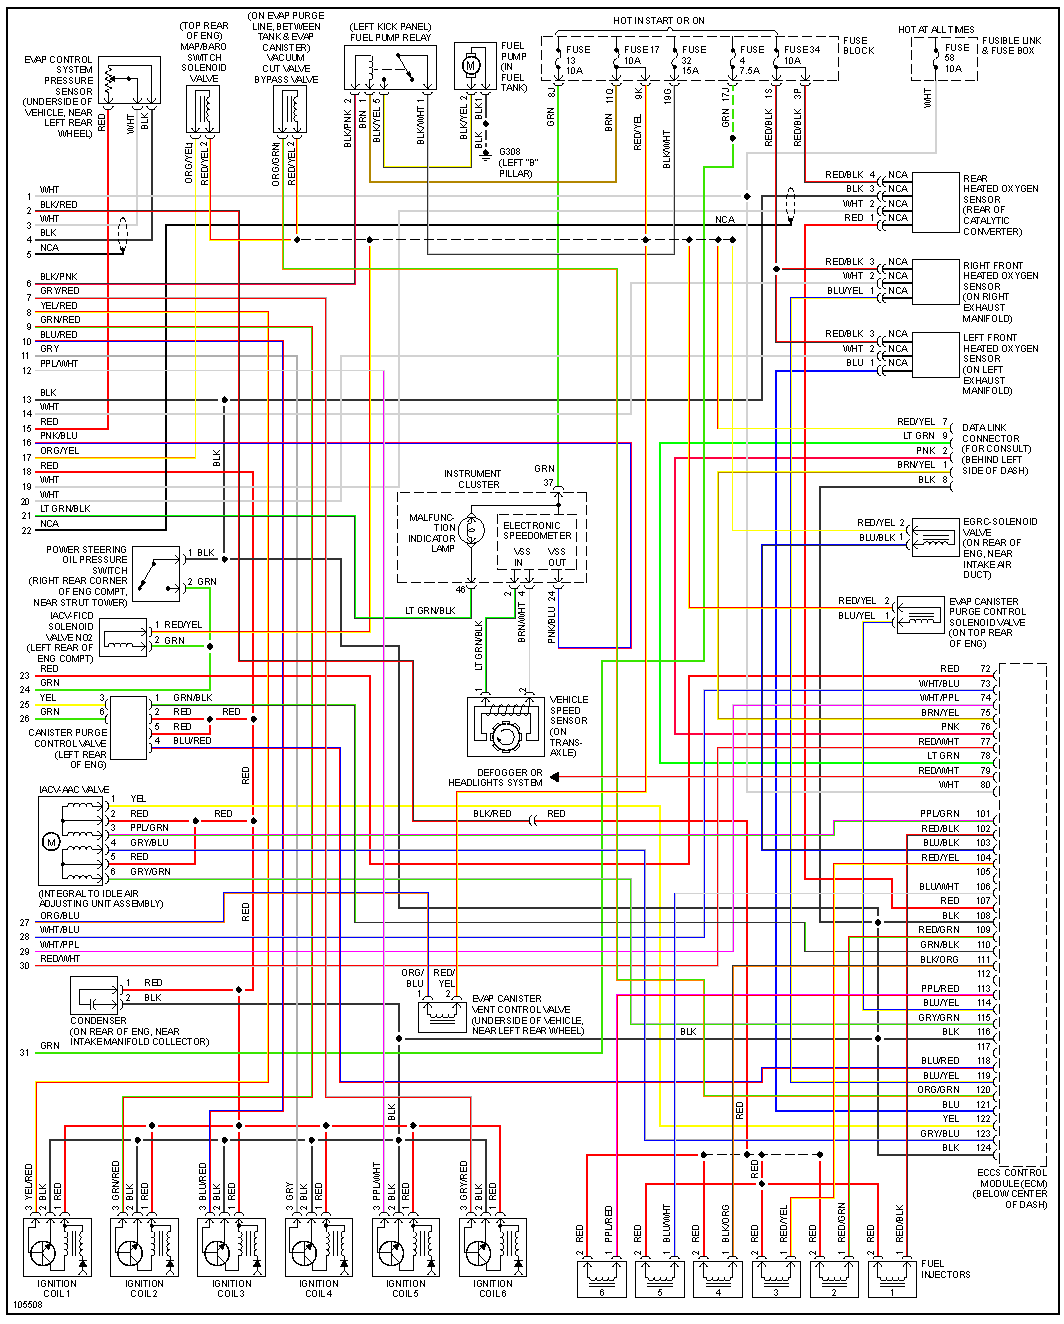 HOT IN START OR ON
HOT AT ALL TIMES
FUSE
13
10A
FUSE 17
10A
FUSE
32
15A
FUSE
4
7.5A
FUSE34
10A
FUSE
BLOCK
FUSE
58
10A
FUSIBLE LINK
& FUSE BOX
EVAP CONTROL
SYSTEM
PRESSURE
SENSOR
(UNDERSIDE OF
VEHICLE, NEAR
LEFT REAR
WHEEL)
RED
WHT
BLK
(TOP REAR
OF ENG)
MAP/BARO
SWITCH
SOLENOID
VALVE
ORG/YEL 1
RED/YEL 2
(ON EVAP PURGE
LINE, BETWEEN
TANK & EVAP
CANISTER)
VACUUM
CUT VALVE
BYPASS VALVE
ORG/GRN 1
RED/YEL 2
(LEFT KICK PANEL)
FUEL PUMP RELAY
BLK/PNK 2
BRN 1
BLK/YEL 5
BLK/WHT 1
FUEL
PUMP
(IN
FUEL
TANK)
M
BLK/YEL 2
BLK 1
BLK
G308
(LEFT "B"
PILLAR)
GRN 8J
BRN 11Q
RED/YEL 9K
BLK/WHT 19G
GRN 17J
RED/BLK 1S
RED/BLK 3P
WHT
1 WHT
2 BLK/RED
3 WHT
4 BLK
5 NCA
6 BLK/PNK
7 GRY/RED
8 YEL/RED
9 GRN/RED
10 BLU/RED
11 GRY
12 PPL/WHT
13 BLK
14 WHT
15 RED
16 PNK/BLU
17 ORG/YEL
18 RED
19 WHT
20 WHT
21 LT GRN/BLK
22 NCA
BLK
NCA
RED/BLK 4 NCA
BLK 3 NCA
WHT 2 NCA
RED 1 NCA
REAR
HEATED OXYGEN
SENSOR
(REAR OF
CATALYTIC
CONVERTER)
RED/BLK 3 NCA
WHT 2 NCA
BLU/YEL 1 NCA
RIGHT FRONT
HEATED OXYGEN
SENSOR
(ON RIGHT
EXHAUST
MANIFOLD)
RED/BLK 3 NCA
WHT 2 NCA
BLU 1 NCA
LEFT FRONT
HEATED OXYGEN
SENSOR
(ON LEFT
EXHAUST
MANIFOLD)
RED/YEL 7
LT GRN 9
PNK 2
BRN/YEL 1
BLK 8
DATA LINK
CONNECTOR
(FOR CONSULT)
(BEHIND LEFT
SIDE OF DASH)
RED/YEL 2
BLU/BLK 1
EGRC-SOLENOID
VALVE
(ON REAR OF
ENG, NEAR
INTAKE AIR
DUCT)
RED/YEL 2
BLU/YEL 1
EVAP CANISTER
PURGE CONTROL
SOLENOID VALVE
(ON TOP REAR
OF ENG)
INSTRUMENT
CLUSTER
GRN
37
MALFUNC-
TION
INDICATOR
LAMP
ELECTRONIC
SPEEDOMETER
VSS
IN
VSS
OUT
46
2
4
24
LT GRN/BLK
LT GRN/BLK
BRN/WHT
PNK/BLU
1
2
VEHICLE
SPEED
SENSOR
(ON
TRANS-
AXLE)
DEFOGGER OR
HEADLIGHTS SYSTEM
BLK/RED
RED
POWER STEERING
OIL PRESSURE
SWITCH
(RIGHT REAR CORNER
OF ENG COMPT,
NEAR STRUT TOWER)
1 BLK
2 GRN
IACV-FICD
SOLENOID
VALVE NO2
(LEFT REAR OF
ENG COMPT)
1 RED/YEL
2 GRN
23 RED
24 GRN
25 YEL 3
26 GRN 6
1 GRN/BLK
2 RED
RED
5 RED
4 BLU/RED
CANISTER PURGE
CONTROL VALVE
(LEFT REAR
OF ENG)
RED
IACV-AAC VALVE
M
1 YEL
2 RED
RED
3 PPL/GRN
4 GRY/BLU
5 RED
6 GRY/GRN
(INTEGRAL TO IDLE AIR
ADJUSTING UNIT ASSEMBLY)
RED
27 ORG/BLU
28 WHT/BLU
29 WHT/PPL
30 RED/WHT
1 RED
2 BLK
CONDENSER
(ON REAR OF ENG, NEAR
INTAKE MANIFOLD COLLECTOR)
31 GRN
ORG/
BLU
1
RED/
YEL
2
EVAP CANISTER
VENT CONTROL VALVE
(UNDERSIDE OF VEHICLE,
NEAR LEFT REAR WHEEL)
BLK
RED 72
WHT/BLU 73
WHT/PPL 74
BRN/YEL 75
PNK 76
RED/WHT 77
LT GRN 78
RED/WHT 79
WHT 80
PPL/GRN 101
RED/BLK 102
BLU/BLK 103
RED/YEL 104
105
BLU/WHT 106
RED 107
BLK 108
RED/GRN 109
GRN/BLK 110
BLK/ORG 111
112
PPL/RED 113
BLU/YEL 114
GRY/GRN 115
BLK 116
117
BLU/RED 118
BLU/YEL 119
ORG/GRN 120
BLU 121
YEL 122
GRY/BLU 123
BLK 124
ECCS CONTROL
MODULE (ECM)
(BELOW CENTER
OF DASH)
BLK
RED
RED
3 YEL/RED
2 BLK
1 RED
3 GRN/RED
2 BLK
1 RED
3 BLU/RED
2 BLK
1 RED
3 GRY
2 BLK
1 RED
3 PPL/WHT
2 BLK
1 RED
3 GRY/RED
2 BLK
1 RED
IGNITION
COIL 1
IGNITION
COIL2
IGNITION
COIL3
IGNITION
COIL 4
IGNITION
COIL5
IGNITION
COIL6
2 RED
1 PPL/RED
2 RED
1 BLU/WHT
2 RED
1 BLK/ORG
2 RED
1 RED/YEL
2 RED
1 RED/GRN
2 RED
1 RED/BLK
6
5
4
3
2
1
FUEL
INJECTORS
105508